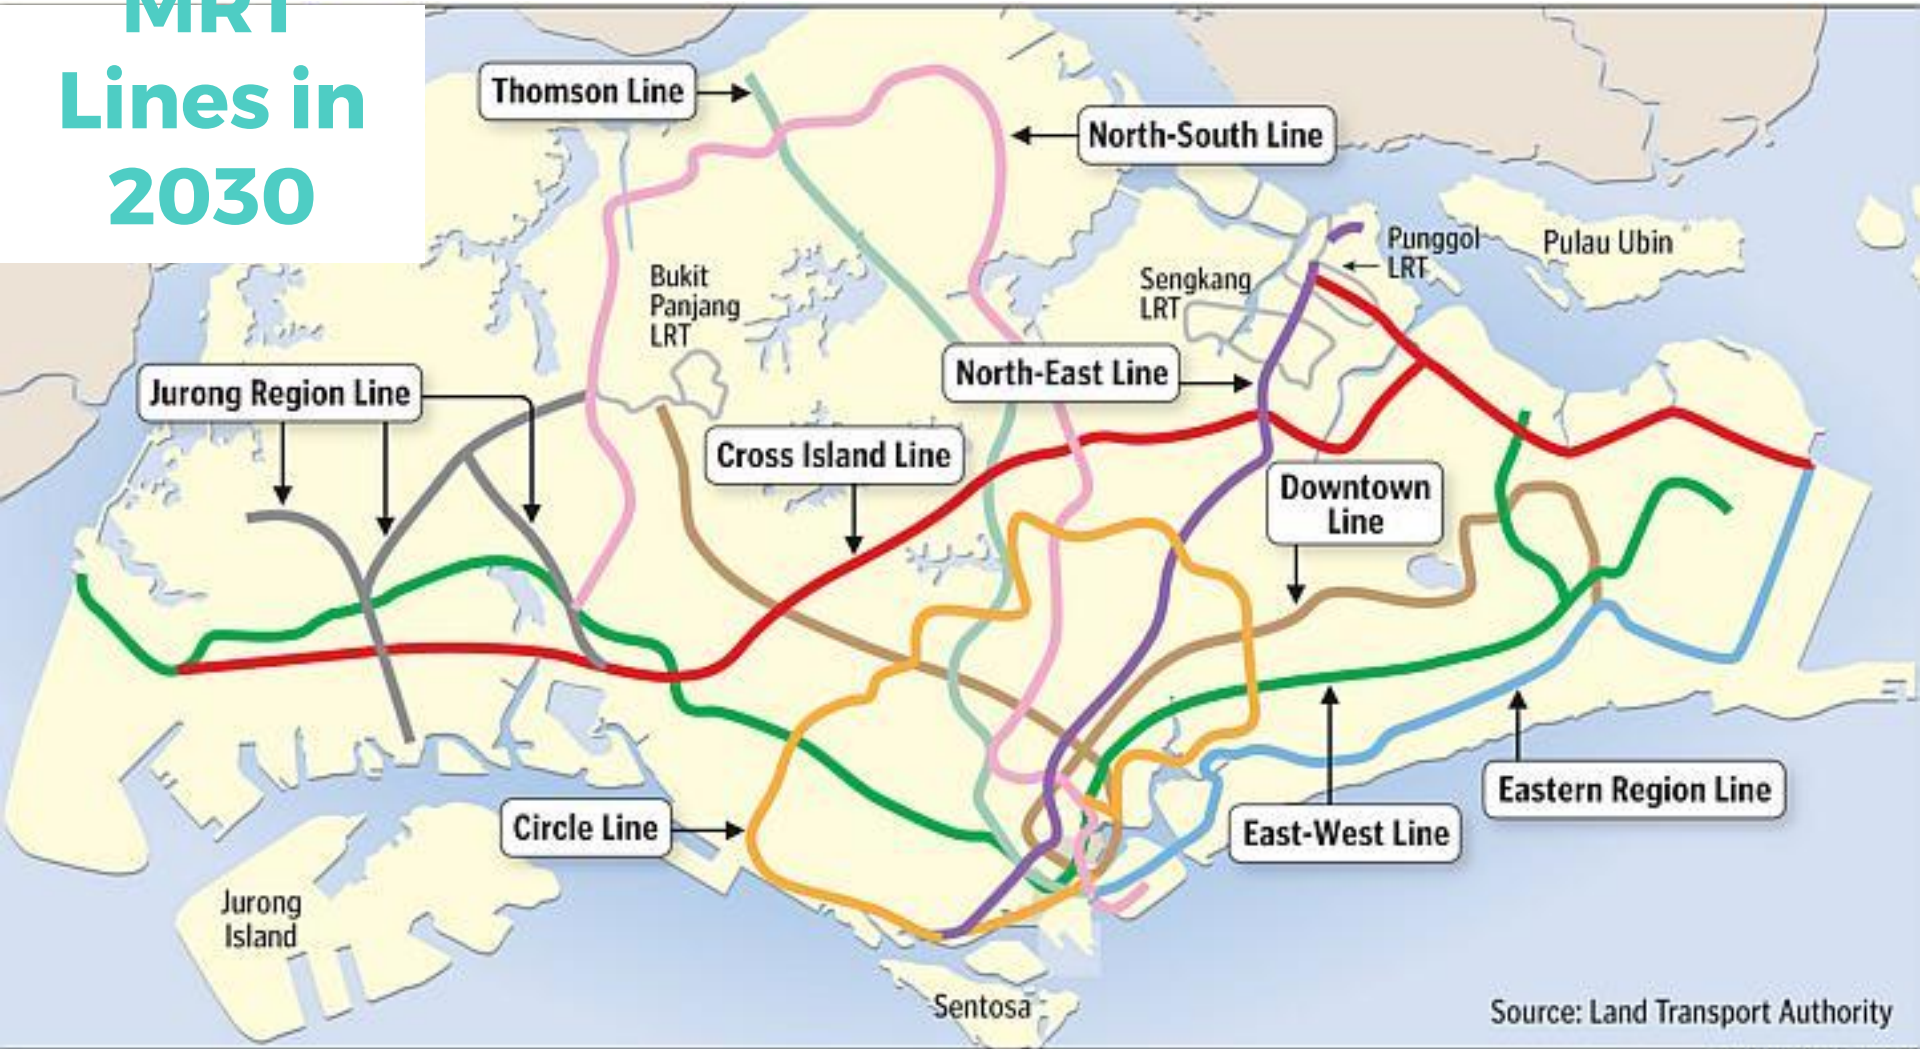 MRT
Lines in
2030
Thomson Line
North-South Line
Punggol
LRT
Pulau Ubin
Sengkang
LRT
Bukit
Panjang
LRT
North-East Line
Jurong Region Line
Cross Island Line
Downtown
Line
Eastern Region Line
East-West Line
Circle Line
Jurong
Island
Sentosa
Source: Land Transport Authority